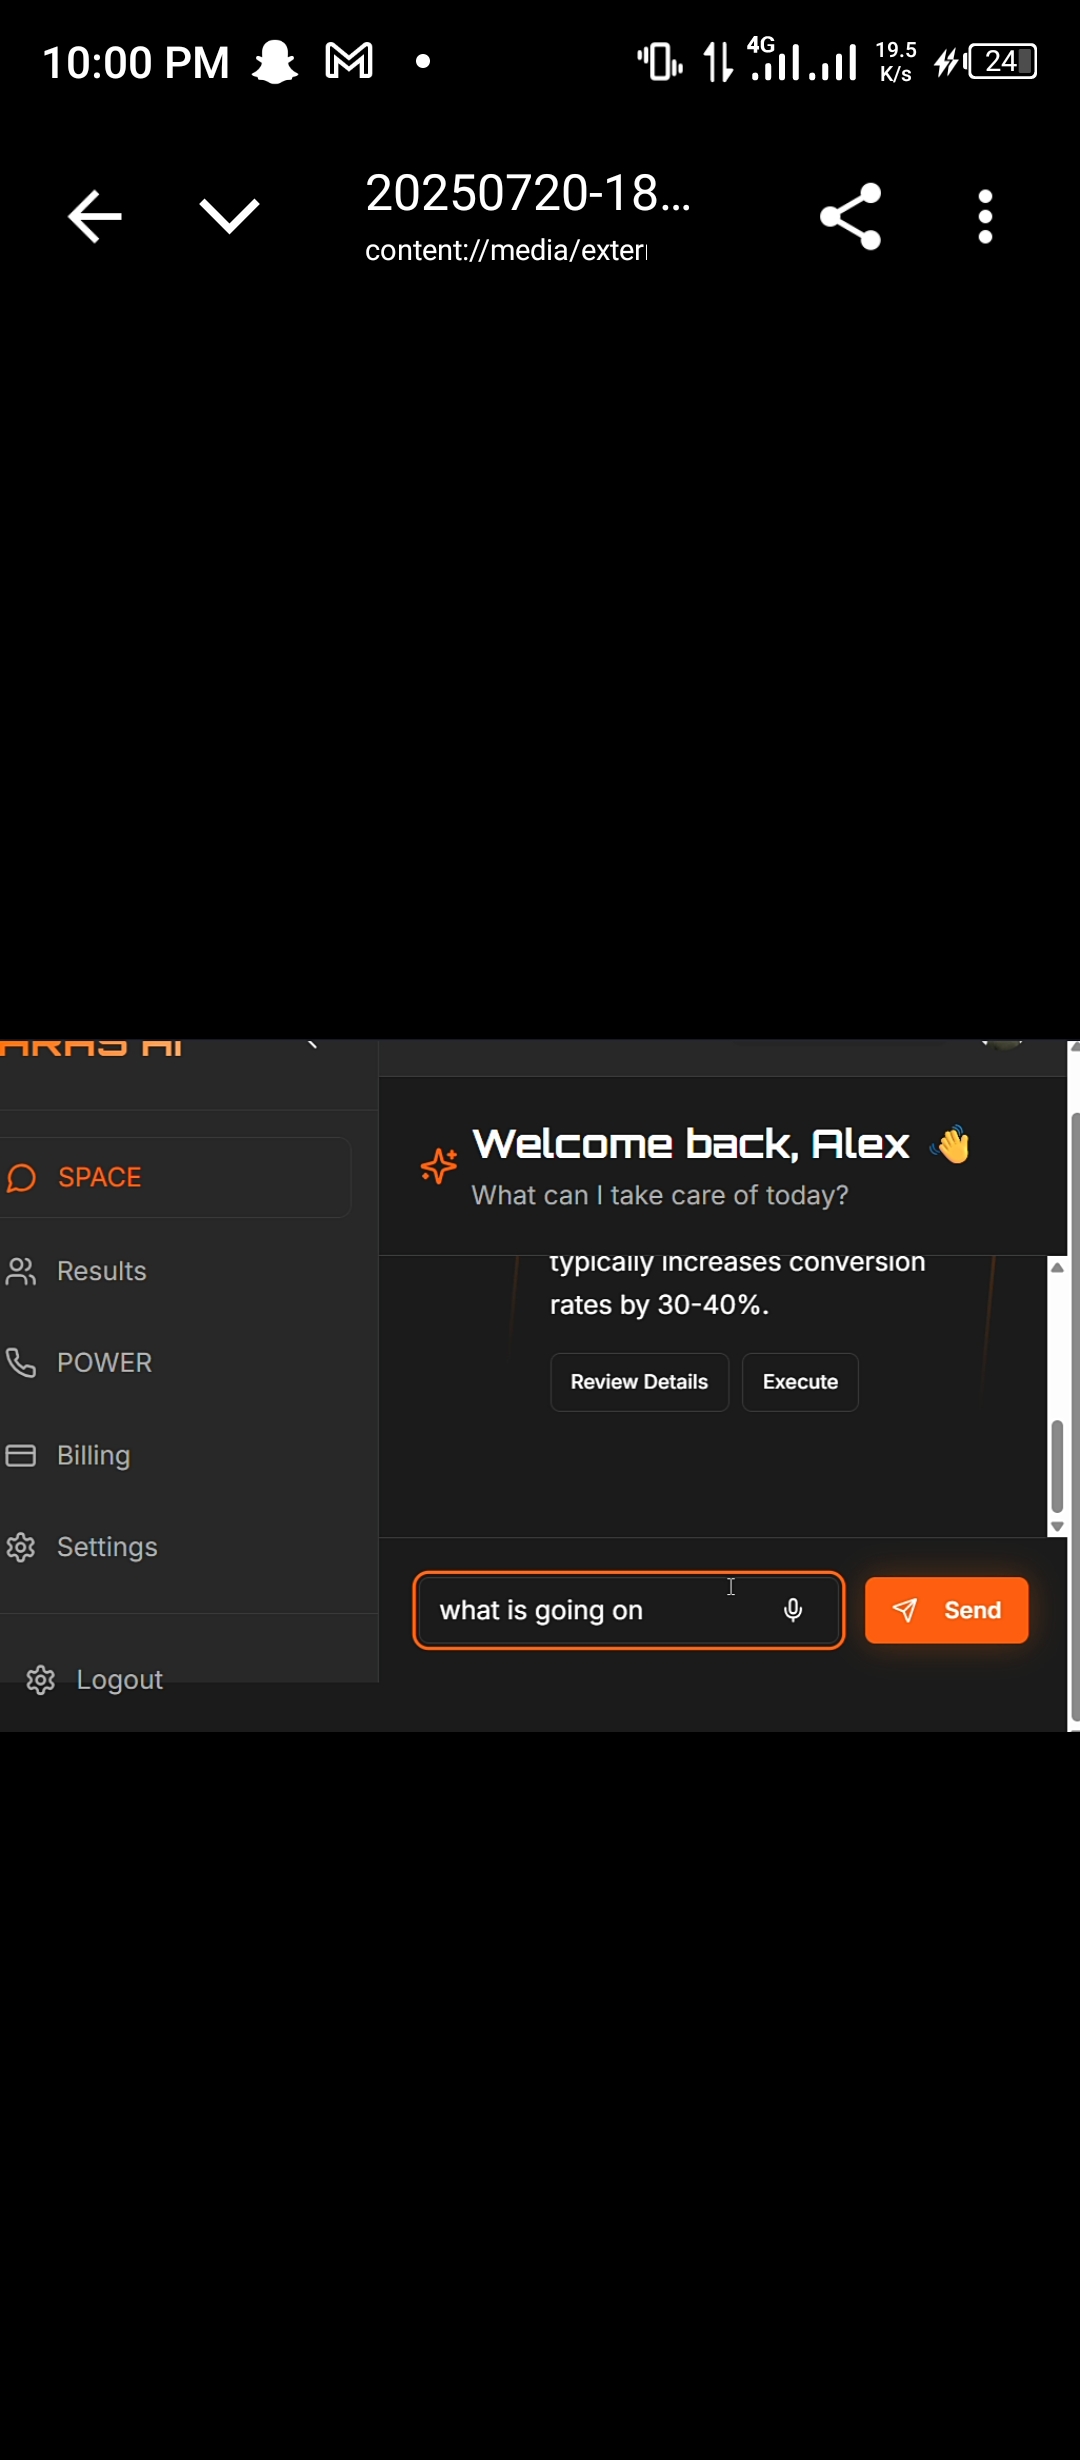 10:00 PM
4G
19.5
K/s
24
20250720-18...
content://media/exter
Welcome back, Alex 👋
What can I take care of today?
SPACE
Results
POWER
Billing
Settings
Logout
typically increases conversion
rates by 30-40%.
Review Details
Execute
what is going on
Send